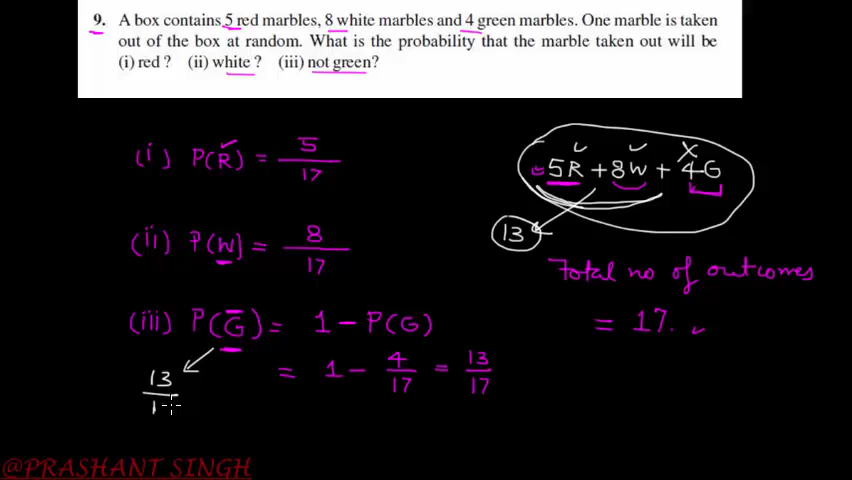 9. A box contains 5 red marbles, 8 white marbles and 4 green marbles. One marble is taken
out of the box at random. What is the probability that the marble taken out will be
(i) red ? (ii) white ? (iii) not green?
(i) P(R) = 5/17
5R + 8W + 4G
13
(ii) P(W) = 8/17
Total no of outcomes
= 17.
(iii) P(G̅) = 1 - P(G)
= 1 - 4/17 = 13/17
13/1
@PRASHANT SINGH